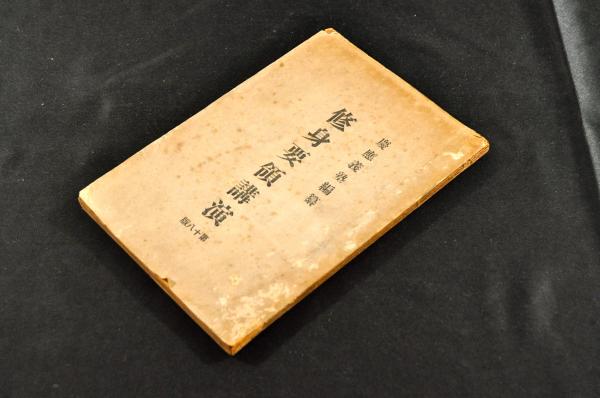 慶應義塾編纂
修身要領講演
第十八版